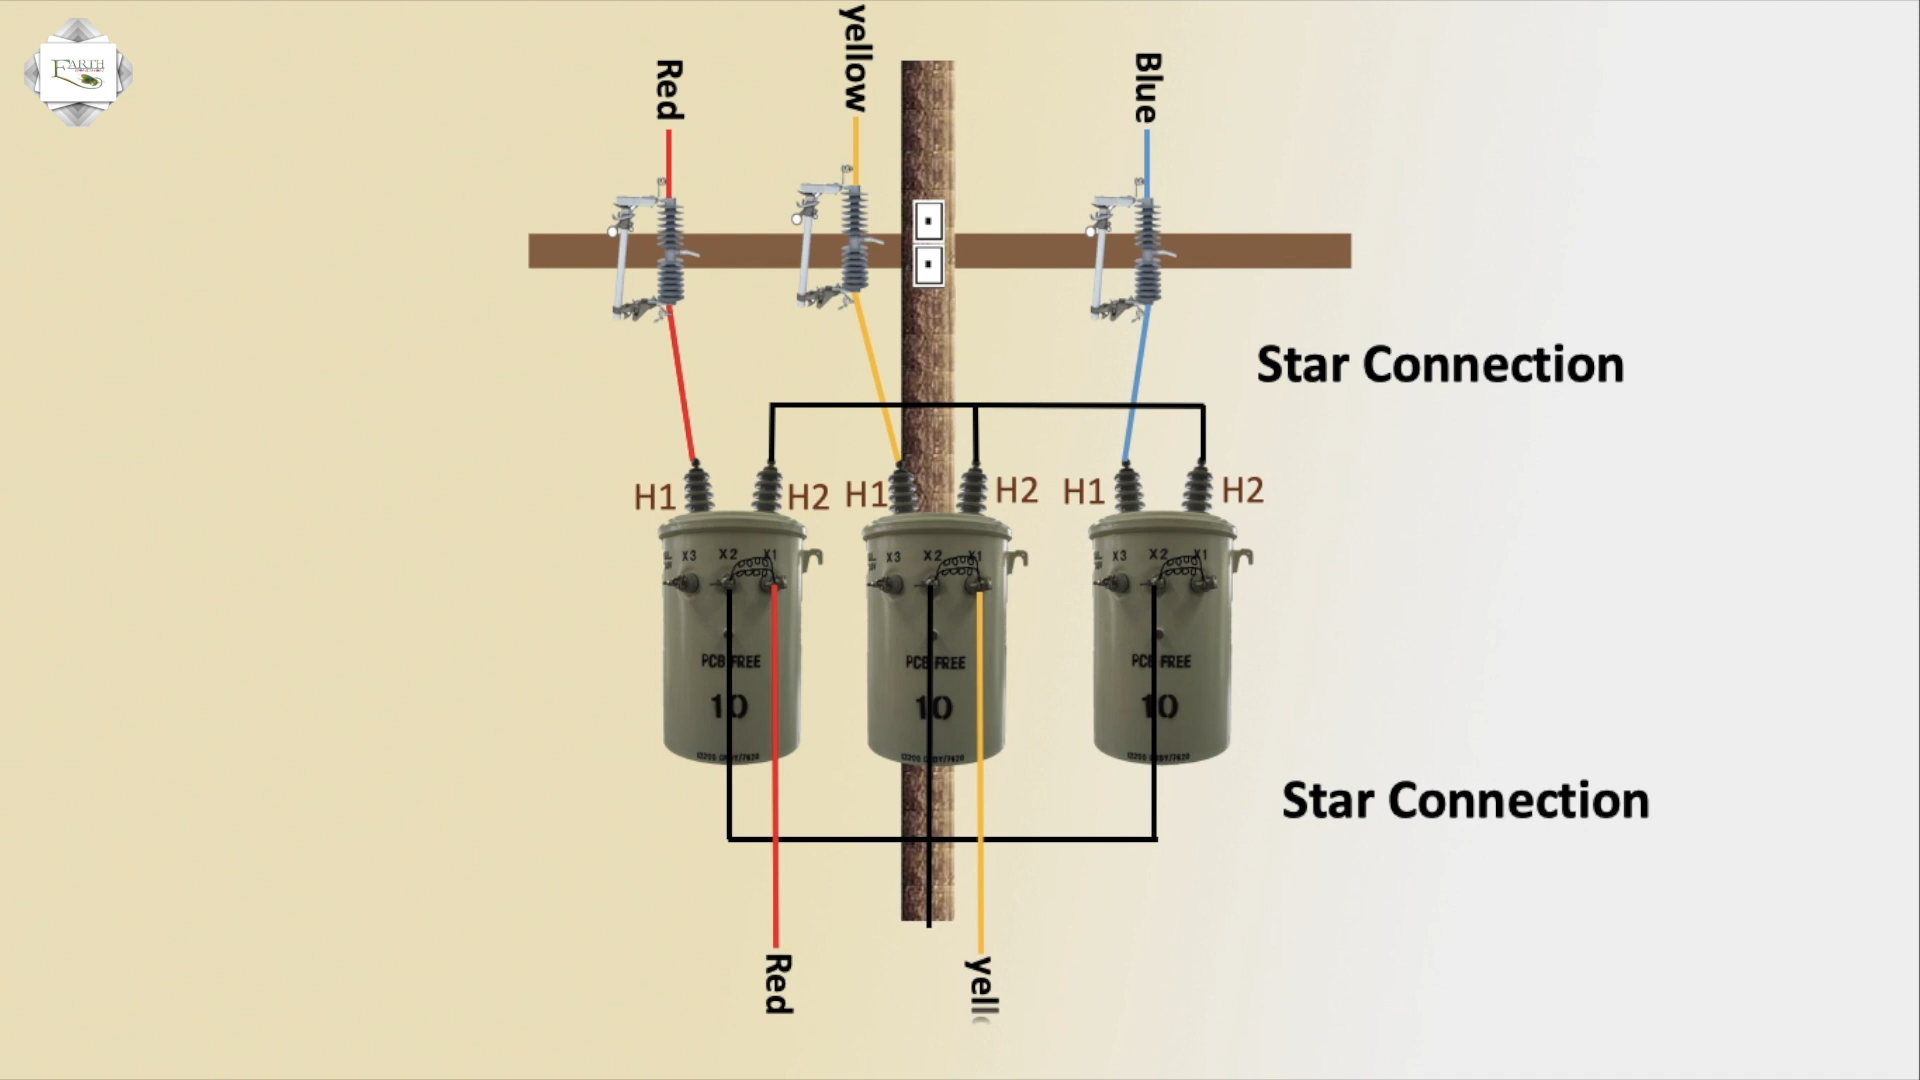 EARTH
Red
yellow
Blue
Star Connection
H1
H2
H1
H2
H1
H2
X3 X2 X1
X3 X2 X1
X3 X2 X1
PCB FREE
PCB FREE
PCB FREE
10
10
10
Star Connection
Red
yell